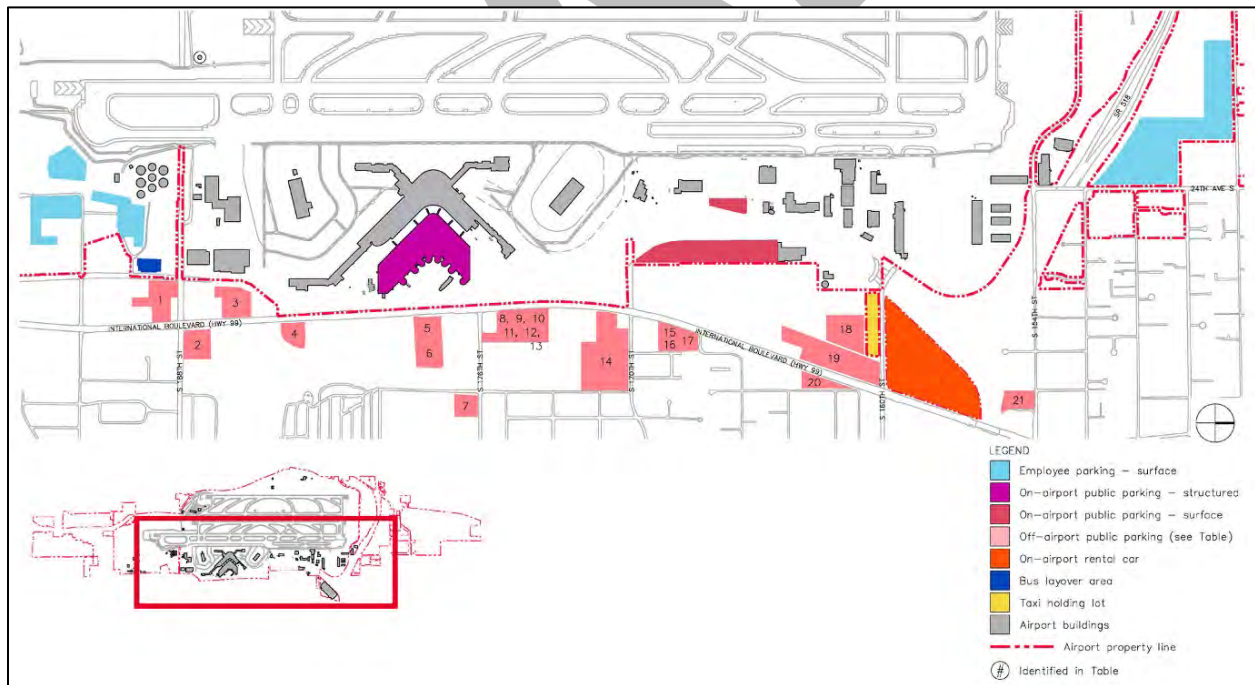 SR 518
24TH AVE S
1
3
INTERNATIONAL BOULEVARD (HWY 99)
2
S 188TH ST
4
5
6
S 176TH ST
7
8, 9, 10
11, 12,
13
14
S 170TH ST
15
16 17
INTERNATIONAL BOULEVARD (HWY 99)
18
19
20
S 160TH ST
S 154TH ST
21
LEGEND
Employee parking – surface
On-airport public parking – structured
On-airport public parking – surface
Off-airport public parking (see Table)
On-airport rental car
Bus layover area
Taxi holding lot
Airport buildings
Airport property line
# Identified in Table